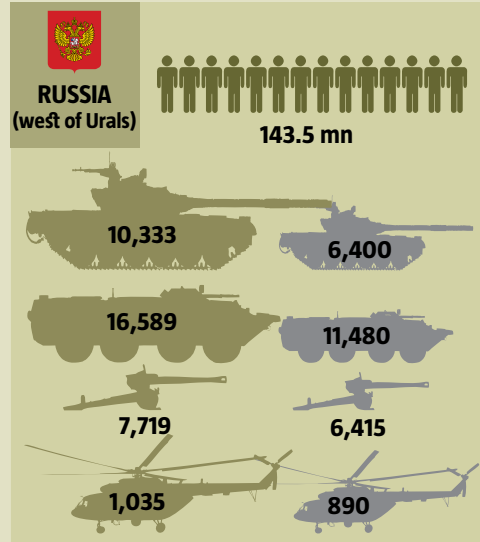 RUSSIA
(west of Urals)
143.5 mn
10,333
6,400
16,589
11,480
7,719
6,415
1,035
890